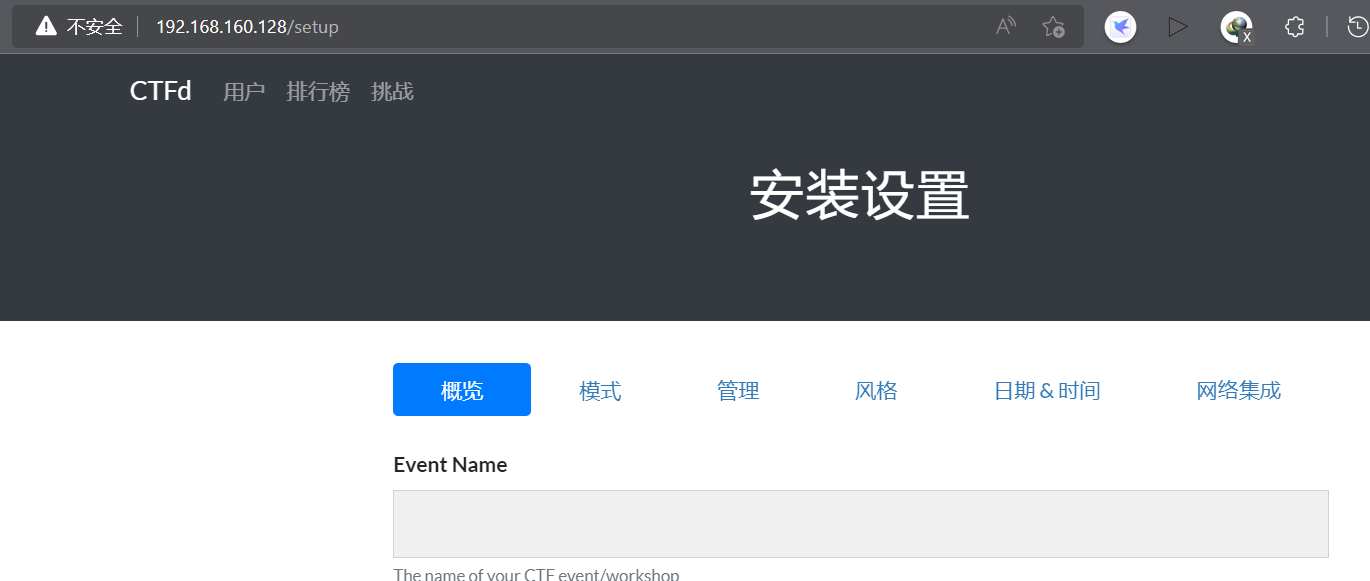 不安全 192.168.160.128/setup
CTFd 用户 排行榜 挑战
安装设置
概览 模式 管理 风格 日期 & 时间 网络集成
Event Name
The name of your CTF event/workshop